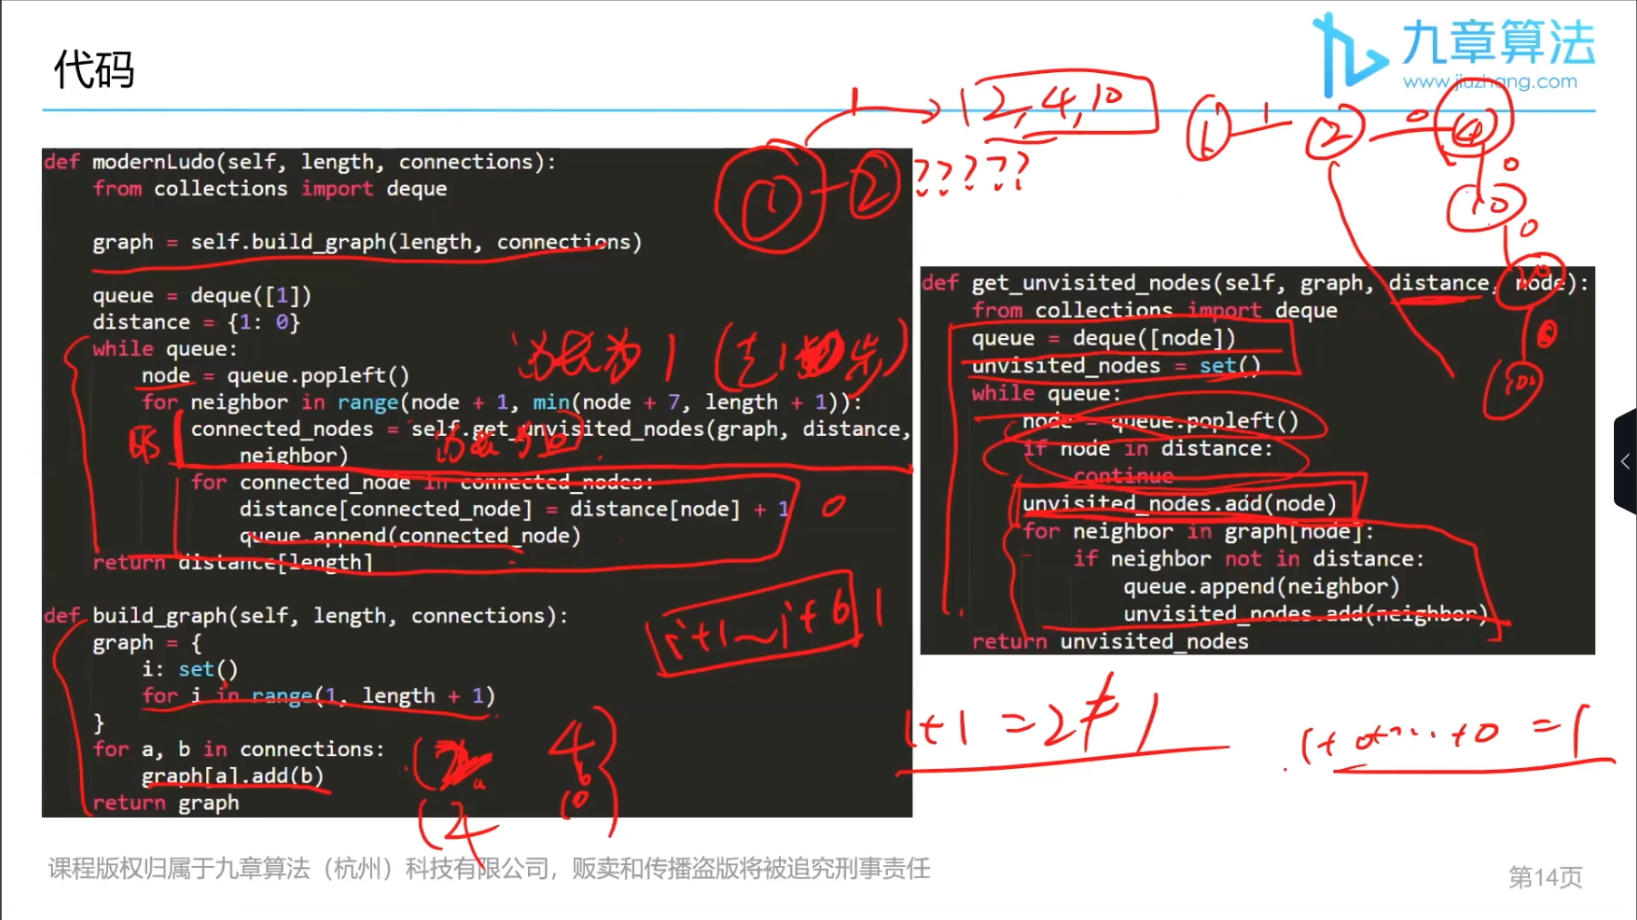 代码
九章算法
www.jiuzhang.com
def modernLudo(self, length, connections):
    from collections import deque
    graph = self.build_graph(length, connections)
    queue = deque([1])
    distance = {1: 0}
    while queue:
        node = queue.popleft()
        for neighbor in range(node + 1, min(node + 7, length + 1)):
            connected_nodes = self.get_unvisited_nodes(graph, distance,
                neighbor)
            for connected_node in connected_nodes:
                distance[connected_node] = distance[node] + 1
                queue.append(connected_node)
    return distance[length]
def build_graph(self, length, connections):
    graph = {
        i: set()
        for i in range(1, length + 1)
    }
    for a, b in connections:
        graph[a].add(b)
    return graph
def get_unvisited_nodes(self, graph, distance, node):
    from collections import deque
    queue = deque([node])
    unvisited_nodes = set()
    while queue:
        node = queue.popleft()
        if node in distance:
            continue
        unvisited_nodes.add(node)
        for neighbor in graph[node]:
            if neighbor not in distance:
                queue.append(neighbor)
                unvisited_nodes.add(neighbor)
    return unvisited_nodes
1
2, 4, 10
1
2
?????
1
1
2
0
4
0
10
0
0
i+1~i+6
1
1+1=2≠1
1+0+...+0=1
4
b
a
10
课程版权归属于九章算法（杭州）科技有限公司，贩卖和传播盗版将被追究刑事责任
第14页